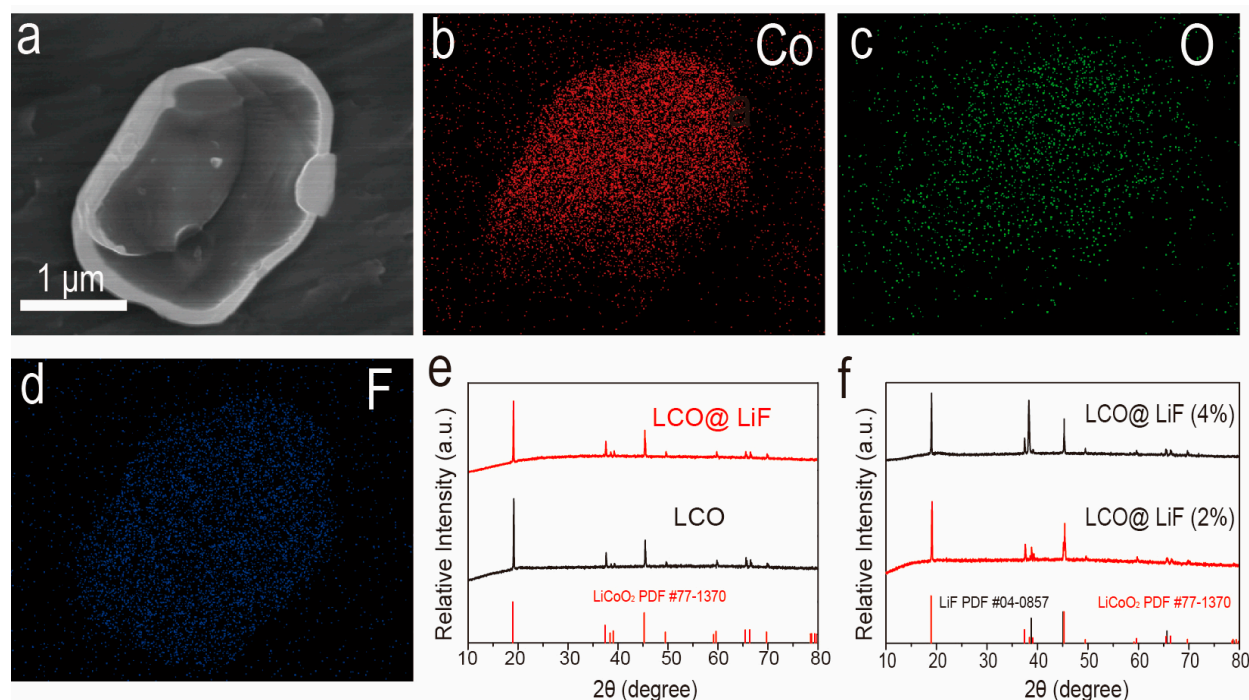 a
1 µm
b
Co
c
O
d
F
e
Relative Intensity (a.u.)
LCO@ LiF
LCO
LiCoO₂ PDF #77-1370
10 20 30 40 50 60 70 80
2θ (degree)
f
Relative Intensity (a.u.)
LCO@ LiF (4%)
LCO@ LiF (2%)
LiF PDF #04-0857
LiCoO₂ PDF #77-1370
10 20 30 40 50 60 70 80
2θ (degree)